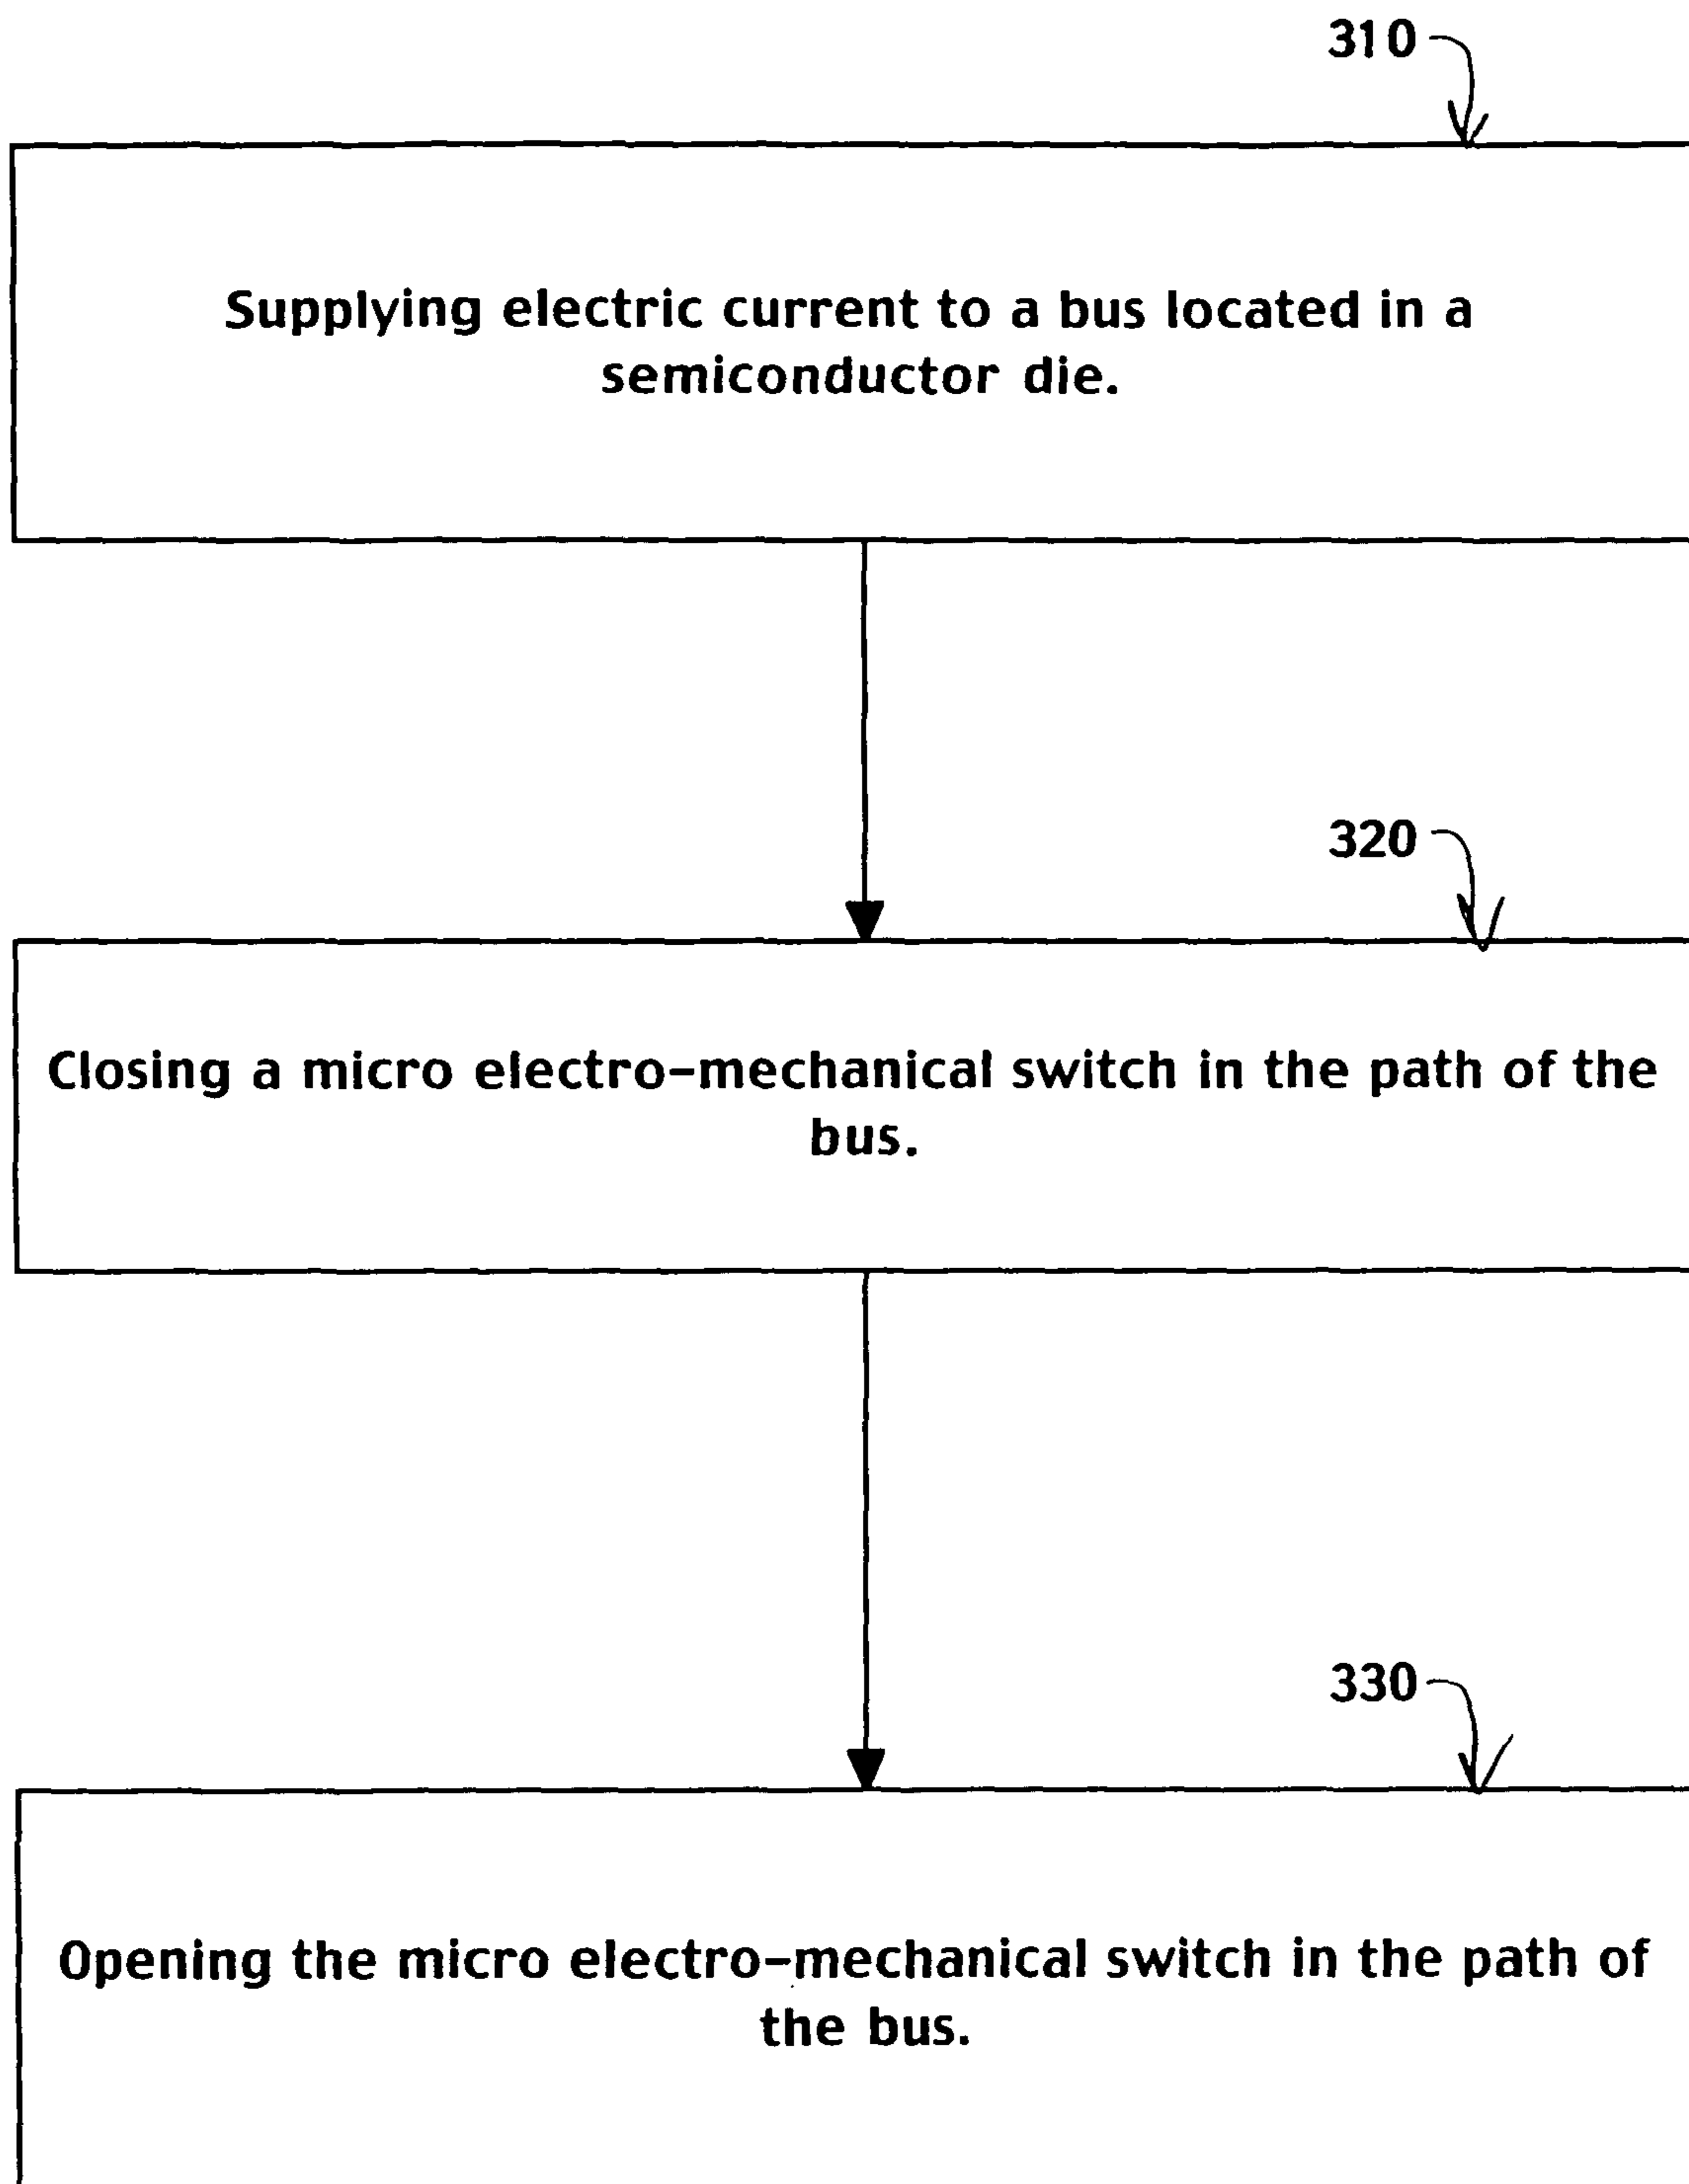 310
Supplying electric current to a bus located in a
semiconductor die.
320
Closing a micro electro-mechanical switch in the path of the
bus.
330
Opening the micro electro-mechanical switch in the path of
the bus.